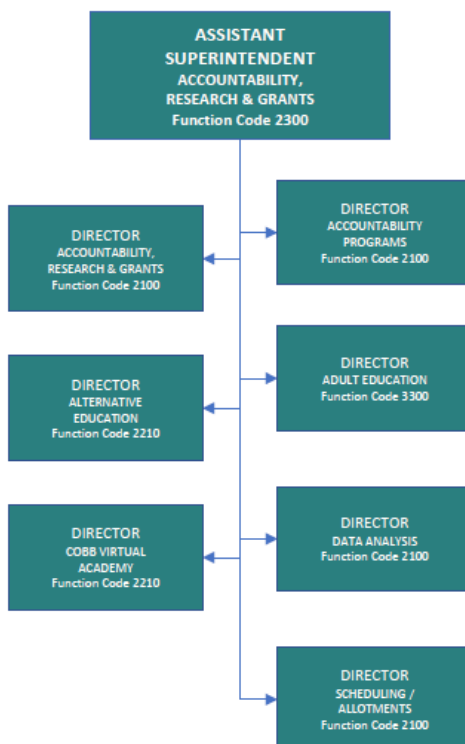 ASSISTANT
SUPERINTENDENT
ACCOUNTABILITY,
RESEARCH & GRANTS
Function Code 2300
DIRECTOR
ACCOUNTABILITY
PROGRAMS
Function Code 2100
DIRECTOR
ACCOUNTABILITY,
RESEARCH & GRANTS
Function Code 2100
DIRECTOR
ADULT EDUCATION
Function Code 3300
DIRECTOR
ALTERNATIVE
EDUCATION
Function Code 2210
DIRECTOR
DATA ANALYSIS
Function Code 2100
DIRECTOR
COBB VIRTUAL
ACADEMY
Function Code 2210
DIRECTOR
SCHEDULING /
ALLOTMENTS
Function Code 2100